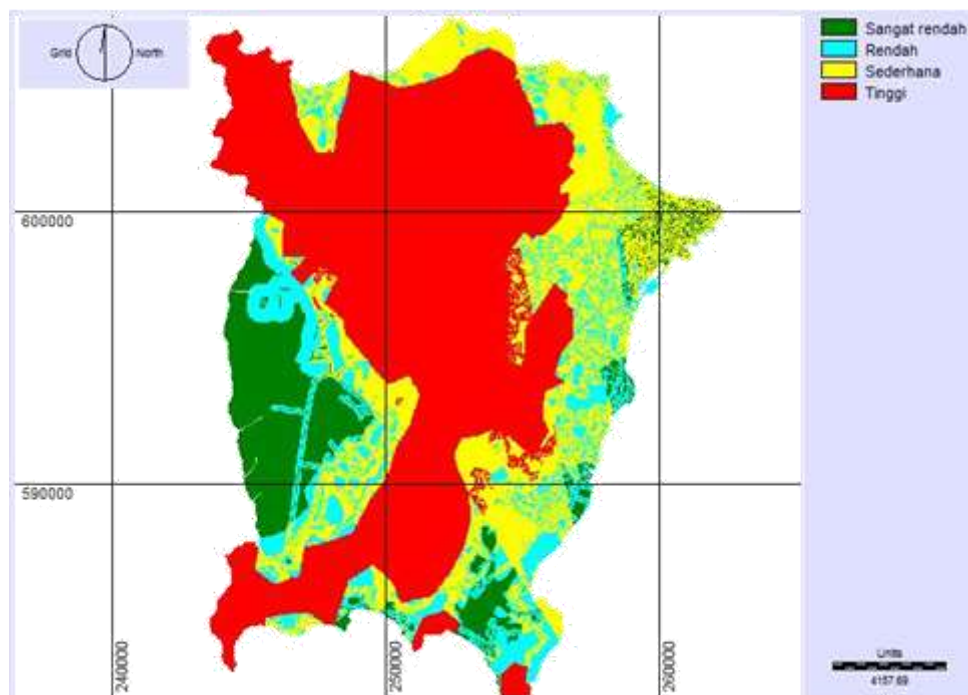 Grid North
Sangat rendah
Rendah
Sederhana
Tinggi
600000
590000
240000
250000
260000
Units
4157.69